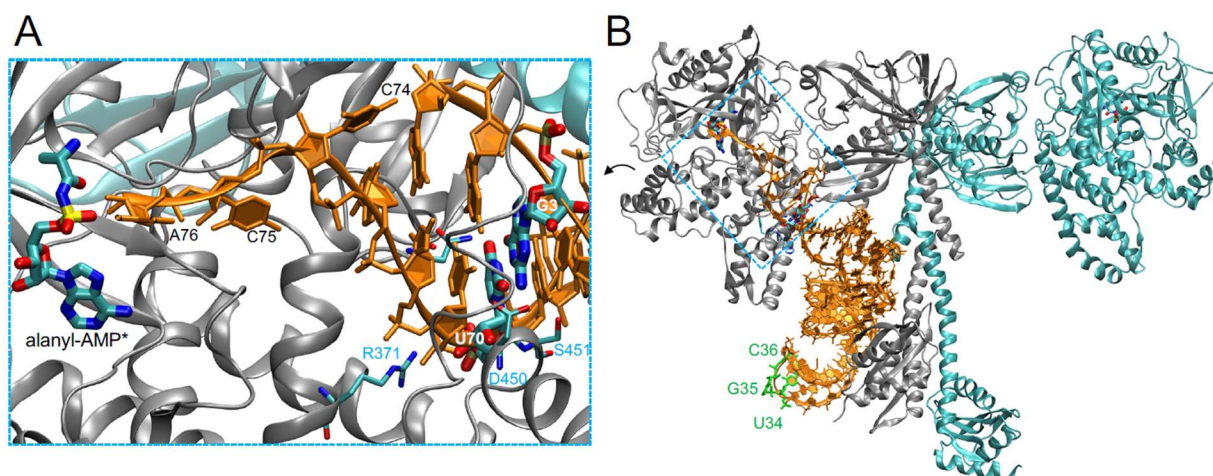 A
C74
G3
A76
C75
alanyl-AMP*
R371
U70
S451
D450
B
C36
G35
U34